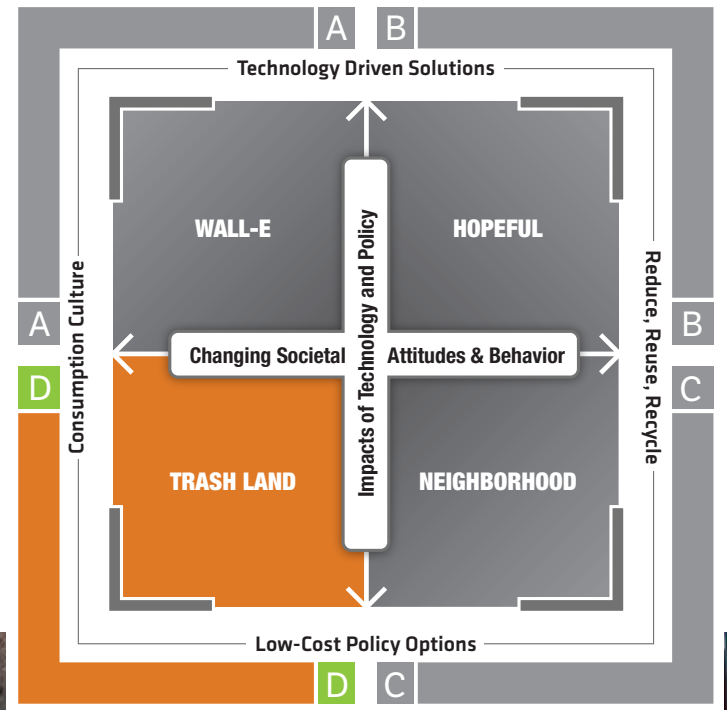 A B
Technology Driven Solutions
WALL-E
HOPEFUL
Impacts of Technology and Policy
Consumption Culture
Reduce, Reuse, Recycle
A
B
Changing Societal Attitudes & Behavior
D
C
TRASH LAND
NEIGHBORHOOD
Low-Cost Policy Options
D C